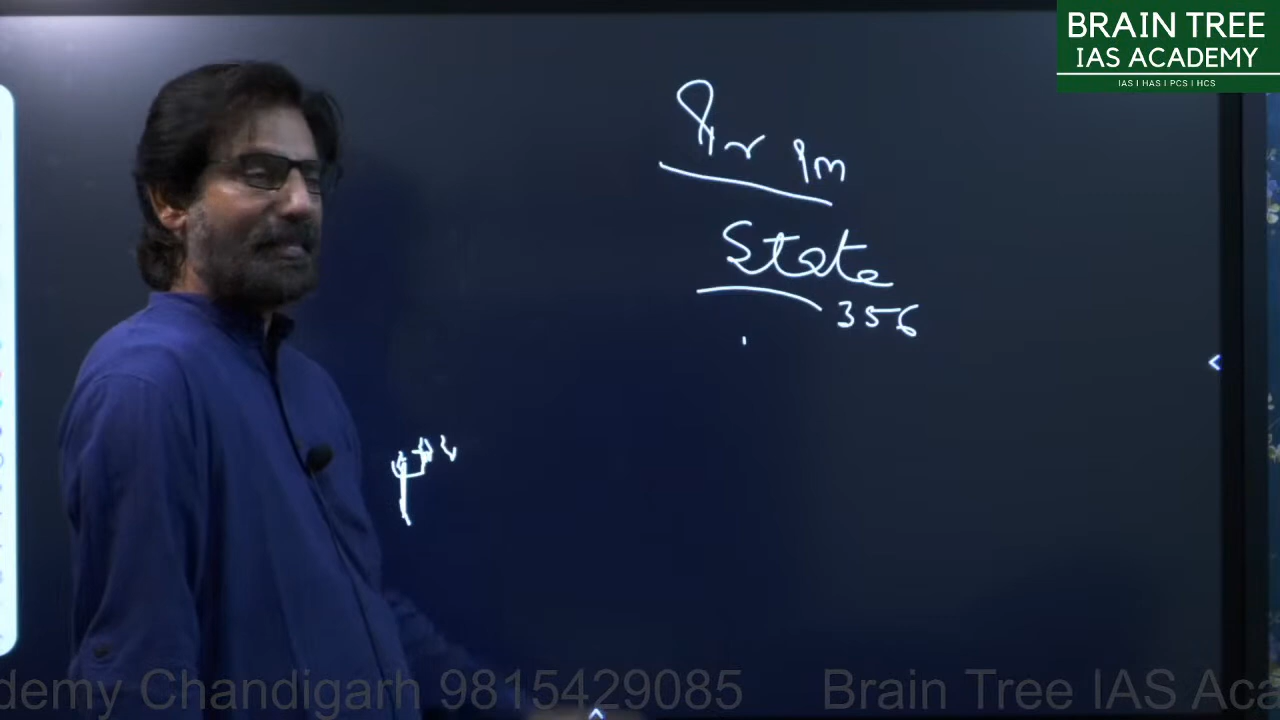 BRAIN TREE
IAS ACADEMY
IAS | HAS | PCS | HCS
State
356
demy Chandigarh 9815429085 Brain Tree IAS Aca